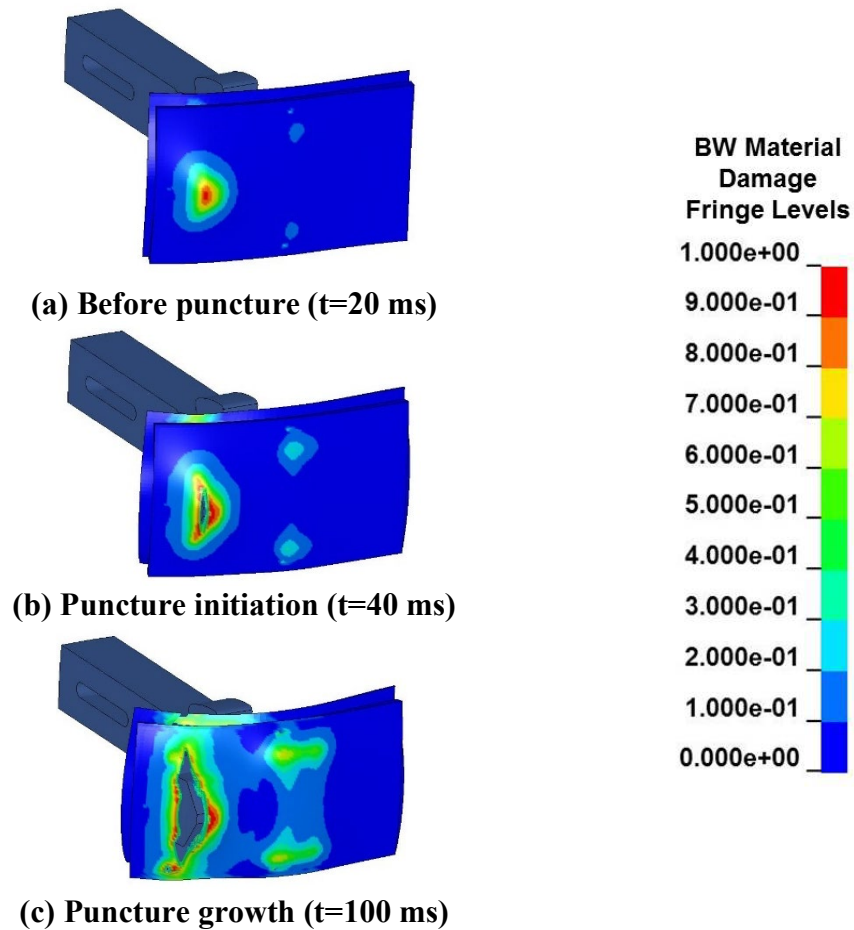 (a) Before puncture (t=20 ms)
(b) Puncture initiation (t=40 ms)
(c) Puncture growth (t=100 ms)
BW Material
Damage
Fringe Levels
1.000e+00
9.000e-01
8.000e-01
7.000e-01
6.000e-01
5.000e-01
4.000e-01
3.000e-01
2.000e-01
1.000e-01
0.000e+00